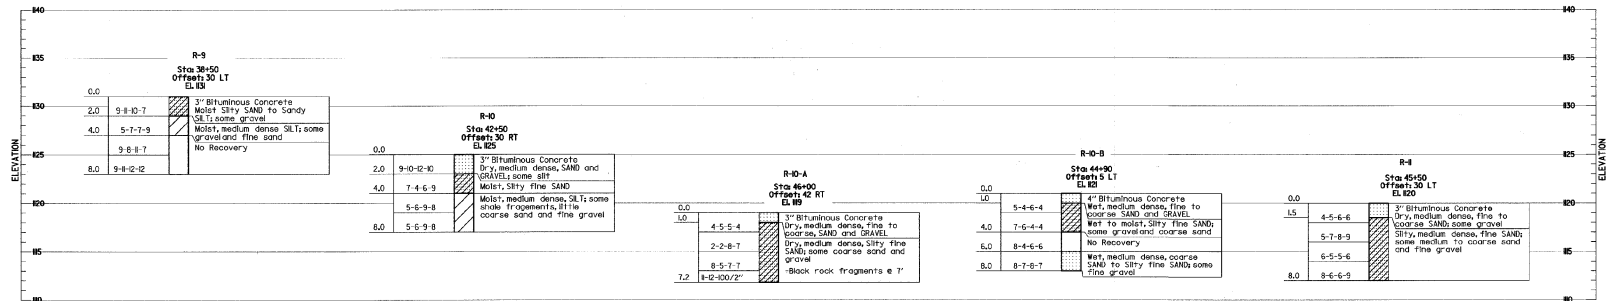 1140
1135
1130
1125
1120
1115
1110
ELEVATION
R-9
Sta: 38+50
Offset: 30 LT
El. 1131
0.0
2.0 9-11-10-7
4.0 5-7-7-9
9-8-11-7
8.0 9-11-12-12
3" Bituminous Concrete
Moist Silty SAND to Sandy
SILT; some gravel
Moist, medium dense SILT; some
gravel and fine sand
No Recovery
R-10
Sta: 42+50
Offset: 30 RT
El. 1125
0.0
2.0 9-10-12-10
4.0 7-4-6-9
5-6-9-8
8.0 5-6-9-8
3" Bituminous Concrete
Dry, medium dense, SAND and
GRAVEL; some silt
Moist, Silty fine SAND
Moist, medium dense, SILT; some
shale fragements, little
coarse sand and fine gravel
R-10-A
Sta: 46+00
Offset: 42 RT
El. 1119
0.0
1.0 4-5-5-4
2-2-8-7
8-5-7-7
7.2 11-12-100/2"
3" Bituminous Concrete
Dry, medium dense, fine to
coarse, SAND and GRAVEL
Dry, medium dense, Silty fine
SAND; some coarse sand and
gravel
-Black rock fragments @ 7'
R-10-B
Sta: 44+90
Offset: 5 LT
El. 1121
0.0
1.0 5-4-6-4
4.0 7-6-4-4
6.0 8-4-6-6
8.0 8-7-8-7
4" Bituminous Concrete
Wet, medium dense, fine to
coarse SAND and GRAVEL
Wet to moist, Silty fine SAND;
some gravel and coarse sand
No Recovery
Wet, medium dense, coarse
SAND to Silty fine SAND; some
fine gravel
R-11
Sta: 45+50
Offset: 30 LT
El. 1120
0.0
1.5 4-5-6-6
5-7-8-9
6-5-5-6
8.0 8-6-6-9
3" Bituminous Concrete
Dry, medium dense, fine to
coarse SAND; some gravel
Silty, medium dense, fine SAND;
some medium to coarse sand
and fine gravel
1140
1135
1130
1125
1120
1115
1110
ELEVATION